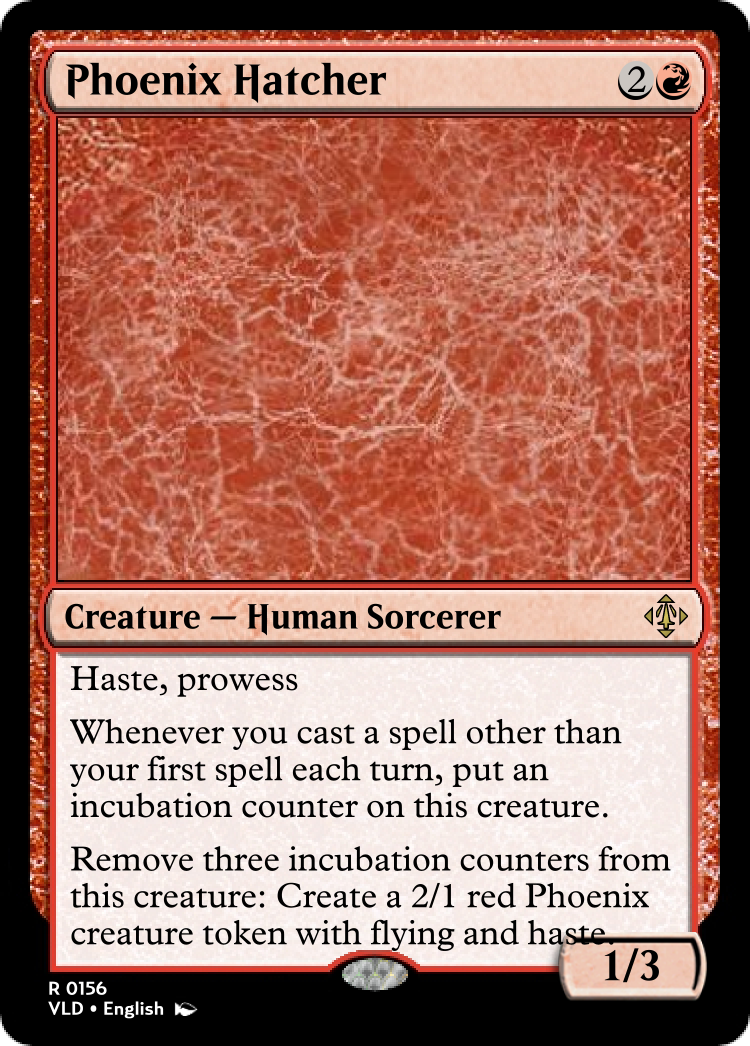 Phoenix Hatcher 2
Creature — Human Sorcerer
Haste, prowess
Whenever you cast a spell other than
your first spell each turn, put an
incubation counter on this creature.
Remove three incubation counters from
this creature: Create a 2/1 red Phoenix
creature token with flying and haste.
1/3
R 0156
VLD • English